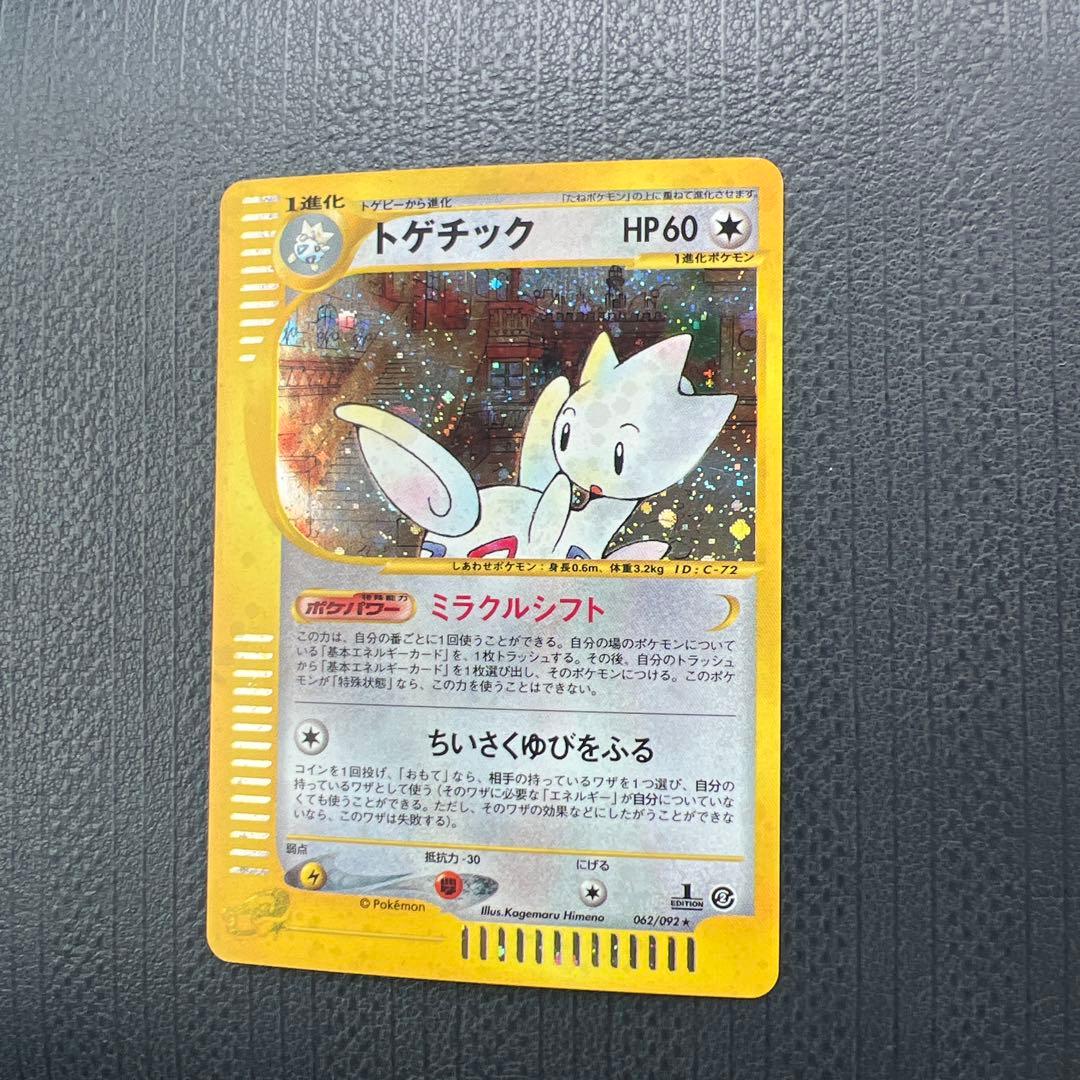 1進化 トゲピーから進化 「たねポケモン」の上に重ねて進化させます。
トゲチック HP60
1進化ポケモン
しあわせポケモン：身長0.6m、体重3.2kg ID：C-72
特殊能力
ポケパワー ミラクルシフト
この力は、自分の番ごとに1回使うことができる。自分の場のポケモンについて
いる「基本エネルギーカード」を、1枚トラッシュする。その後、自分のトラッシュ
から「基本エネルギーカード」を1枚選び出し、そのポケモンにつける。このポケ
モンが「特殊状態」なら、この力を使うことはできない。
ちいさくゆびをふる
コインを1回投げ、「おもて」なら、相手の持っているワザを1つ選び、自分の
持っているワザとして使う（そのワザに必要な「エネルギー」が自分についていな
くても使うことができる。ただし、そのワザの効果などにしたがうことができな
いなら、このワザは失敗する）。
弱点 抵抗力 -30 にげる
©Pokémon Illus.Kagemaru Himeno 062/092★ 1 EDITION 2